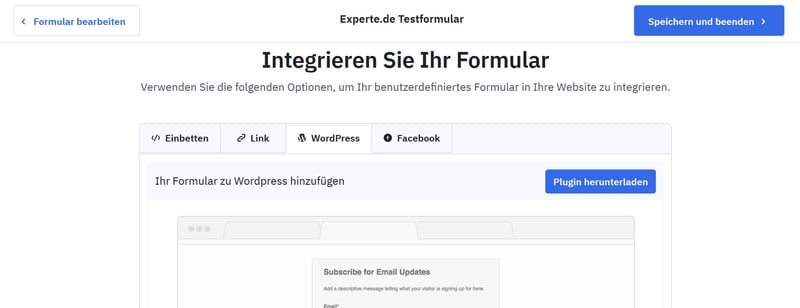 Formular bearbeiten
Experte.de Testformular
Speichern und beenden
Integrieren Sie Ihr Formular
Verwenden Sie die folgenden Optionen, um Ihr benutzerdefiniertes Formular in Ihre Website zu integrieren.
Einbetten Link WordPress Facebook
Ihr Formular zu Wordpress hinzufügen
Plugin herunterladen
Subscribe for Email Updates
Add a descriptive message telling what your visitor is signing up for here.
Email*